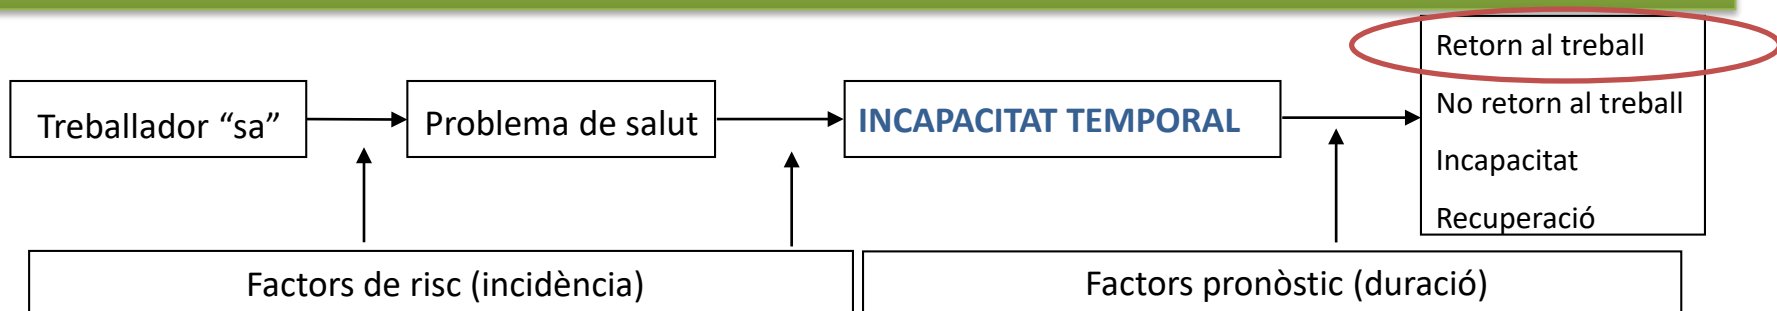 Treballador “sa”
Problema de salut
INCAPACITAT TEMPORAL
Retorn al treball
No retorn al treball
Incapacitat
Recuperació
Factors de risc (incidència)
Factors pronòstic (duració)